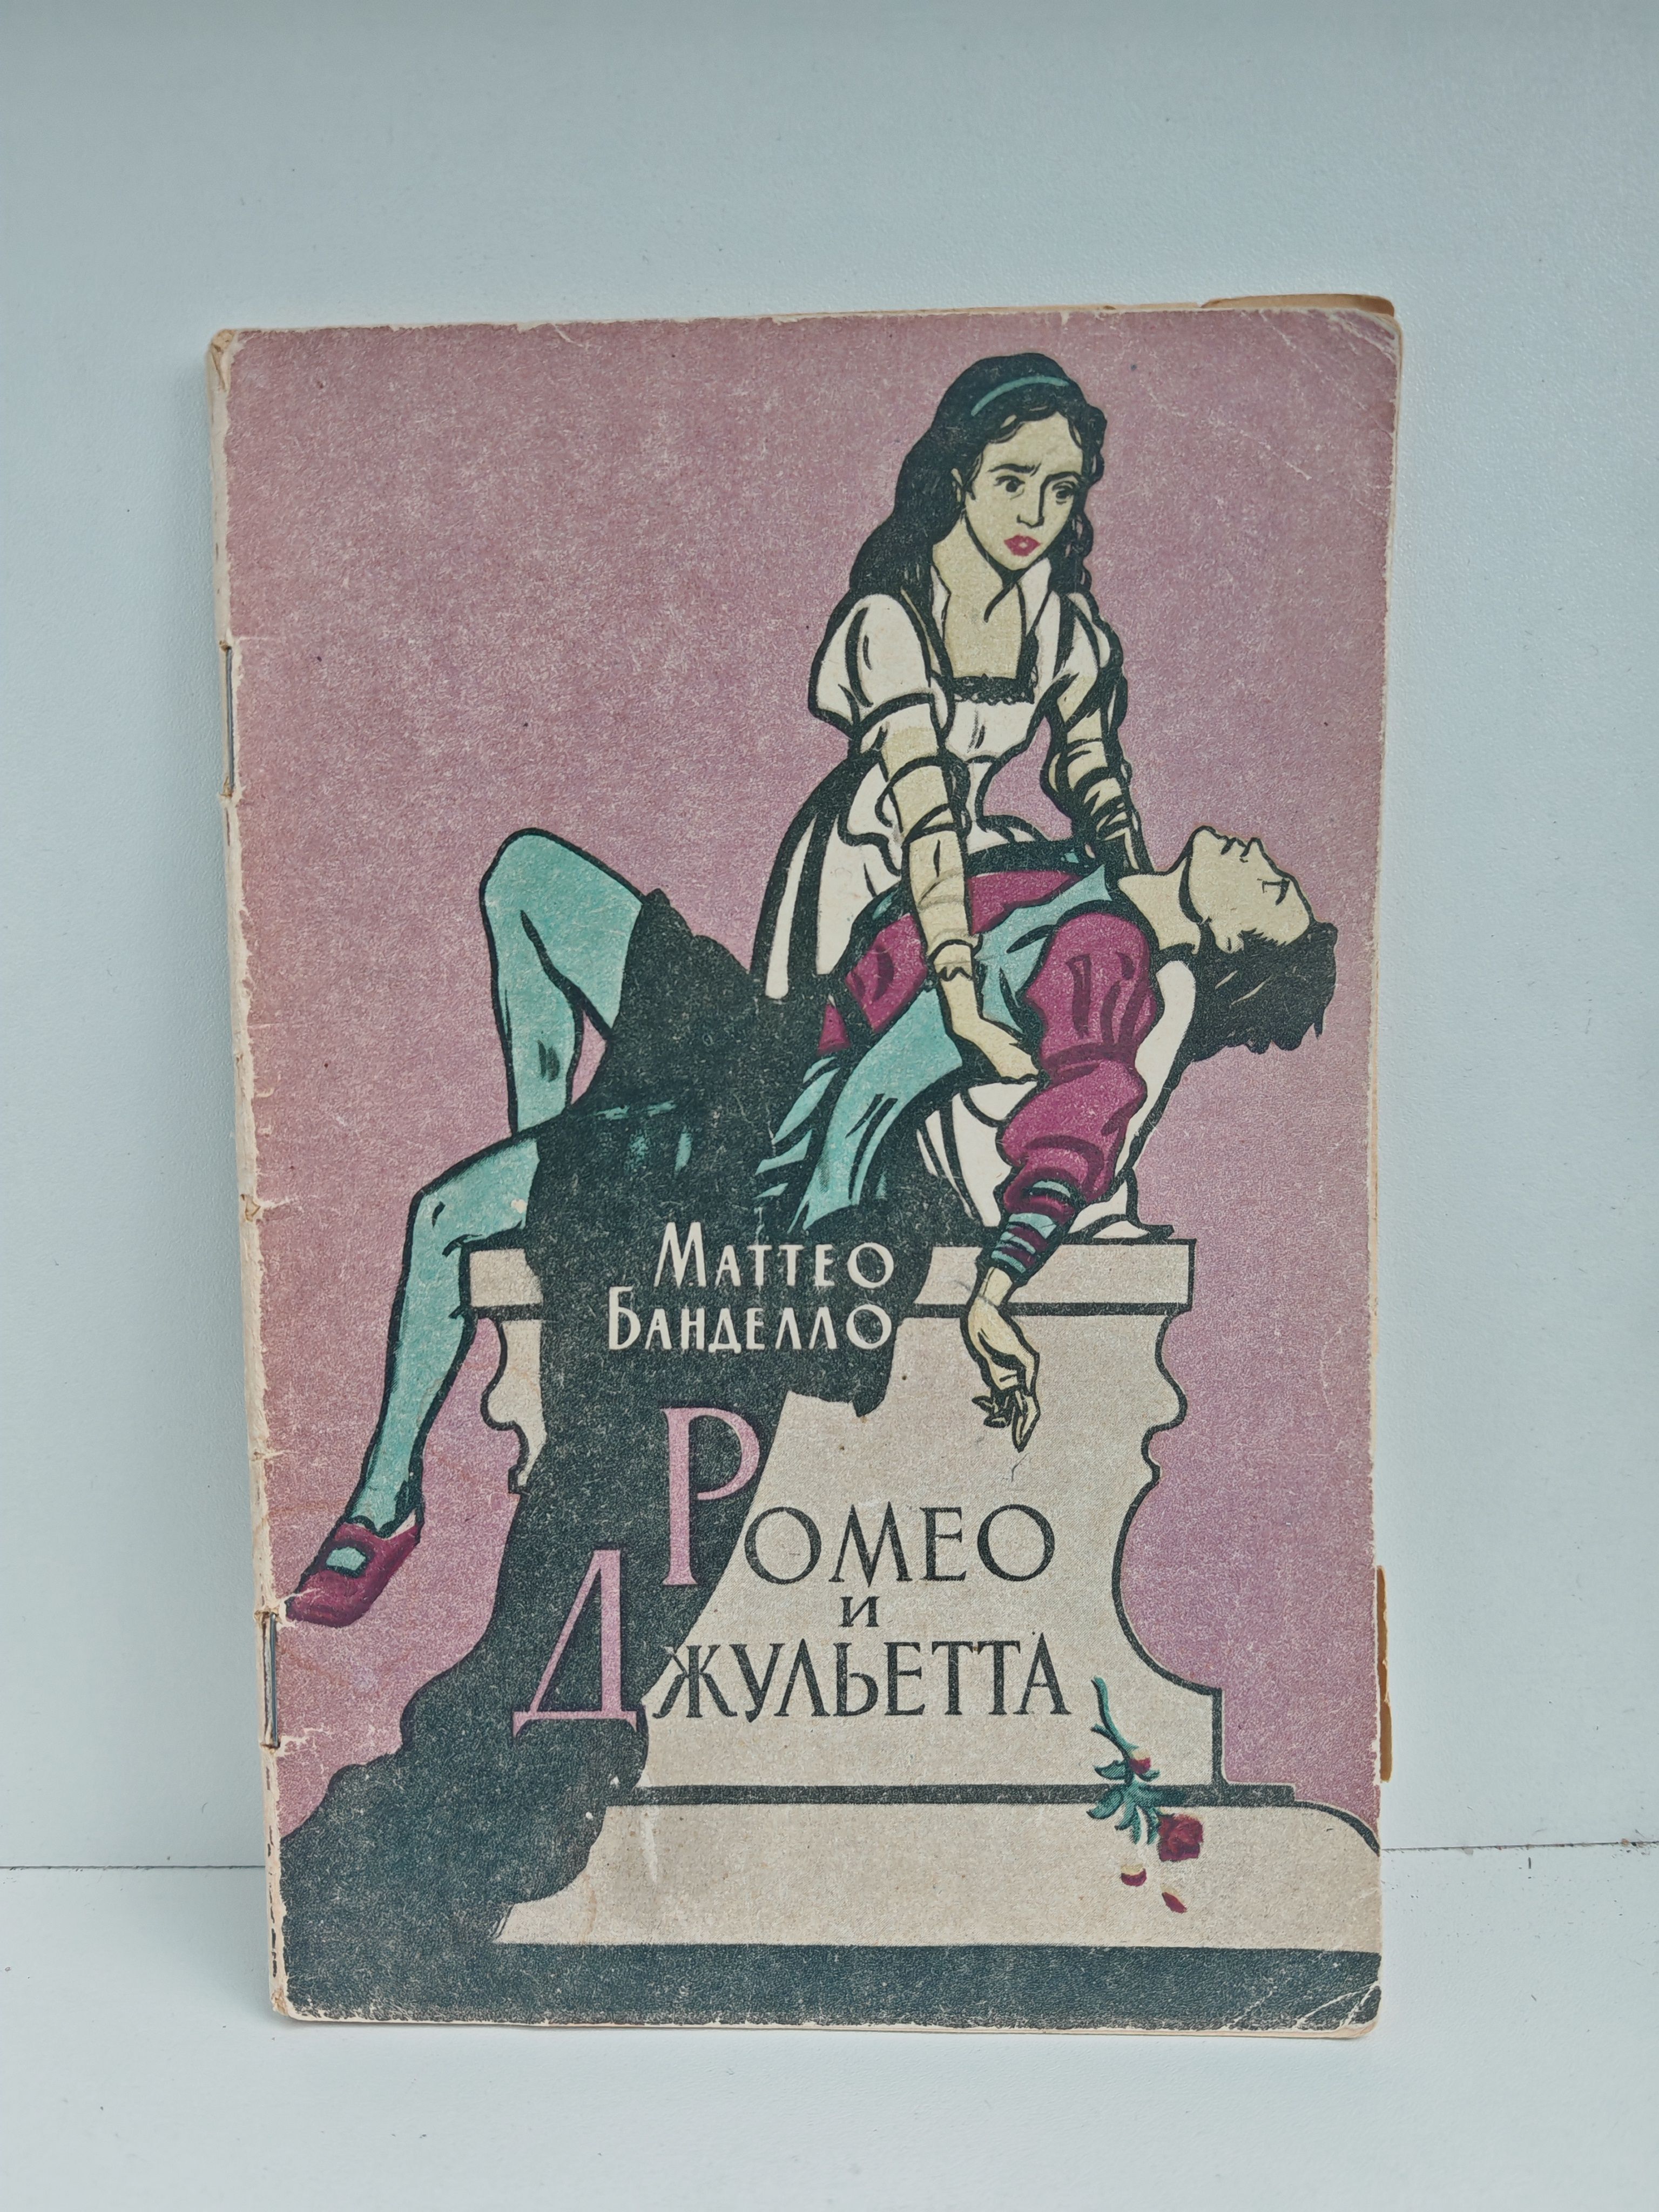 Маттео
Банделло
Ромео
и
Джульетта